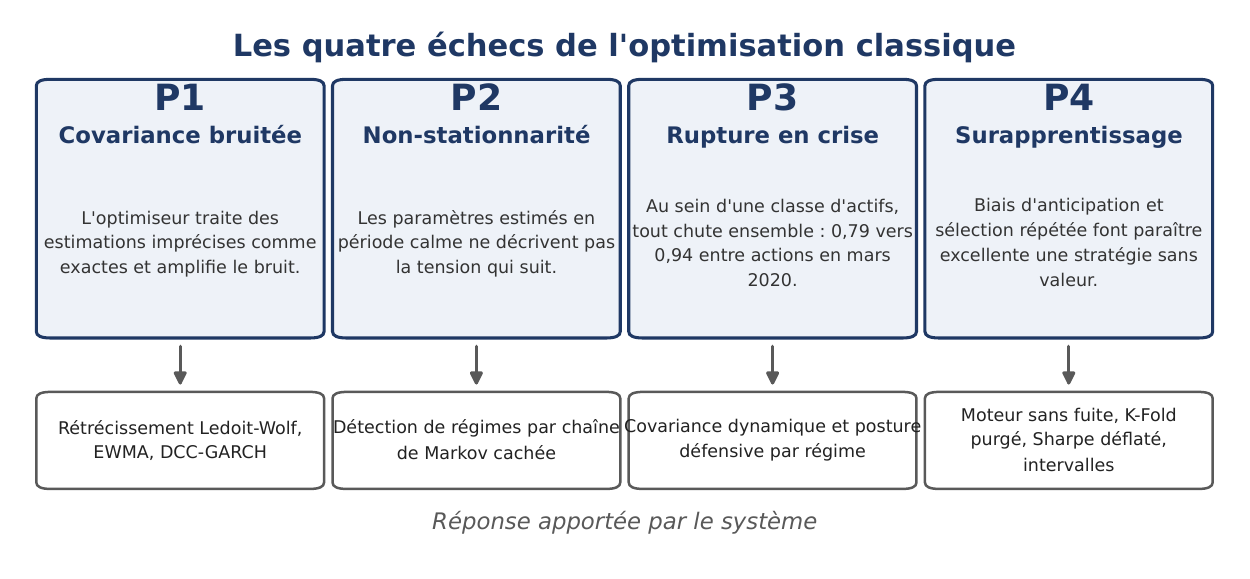 Les quatre échecs de l'optimisation classique
P1
Covariance bruitée
L'optimiseur traite des
estimations imprécises comme
exactes et amplifie le bruit.
P2
Non-stationnarité
Les paramètres estimés en
période calme ne décrivent pas
la tension qui suit.
P3
Rupture en crise
Au sein d'une classe d'actifs,
tout chute ensemble : 0,79 vers
0,94 entre actions en mars
2020.
P4
Surapprentissage
Biais d'anticipation et
sélection répétée font paraître
excellente une stratégie sans
valeur.
Rétrécissement Ledoit-Wolf,
EWMA, DCC-GARCH
Détection de régimes par chaîne
de Markov cachée
Covariance dynamique et posture
défensive par régime
Moteur sans fuite, K-Fold
purgé, Sharpe déflaté,
intervalles
Réponse apportée par le système